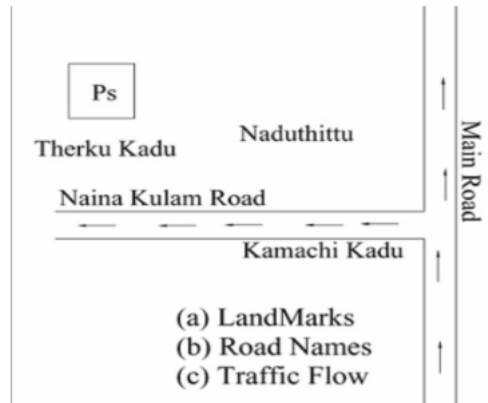 Ps
Therku Kadu
Naduthittu
Main Road
Naina Kulam Road
Kamachi Kadu
(a) LandMarks
(b) Road Names
(c) Traffic Flow